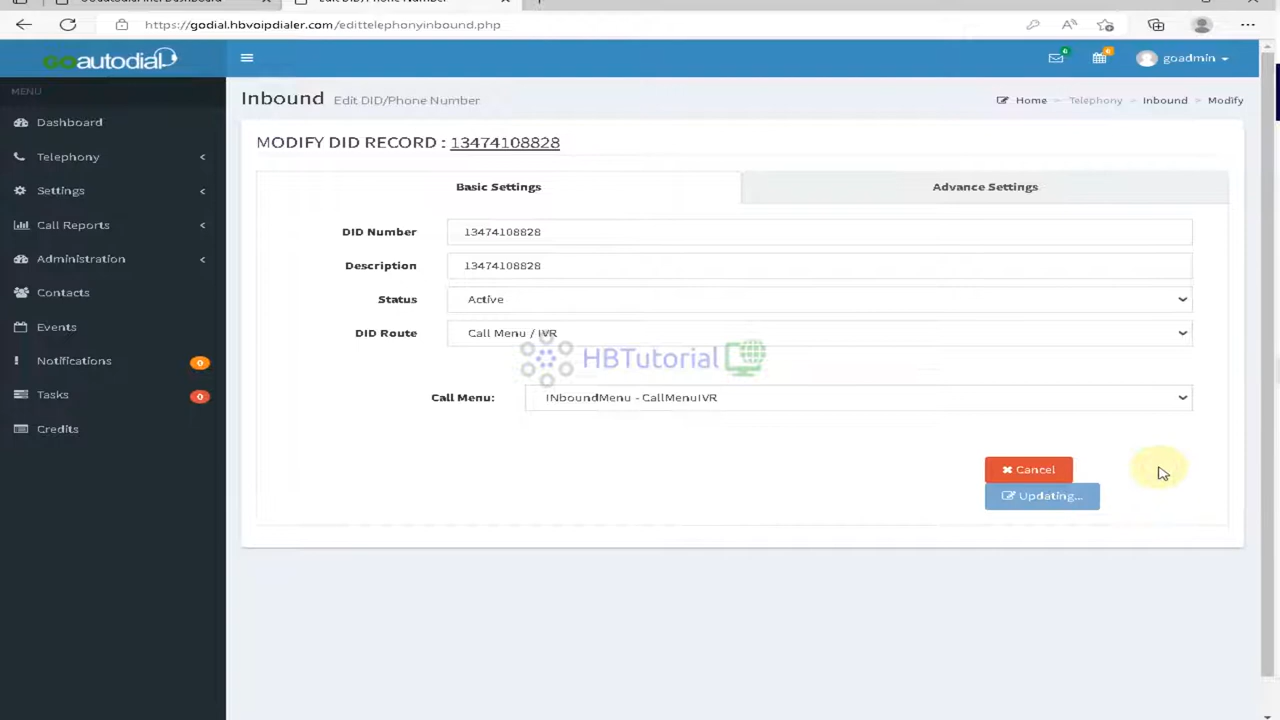 https://godial.hbvoipdialer.com/edittelephonyinbound.php
goautodial
goadmin
MENU
Dashboard
Telephony
Settings
Call Reports
Administration
Contacts
Events
Notifications 0
Tasks 0
Credits
Inbound Edit DID/Phone Number
Home Telephony Inbound Modify
MODIFY DID RECORD : 13474108828
Basic Settings Advance Settings
DID Number 13474108828
Description 13474108828
Status Active
DID Route Call Menu / IVR
HBTutorial
Call Menu: INboundMenu - CallMenuIVR
Cancel
Updating...